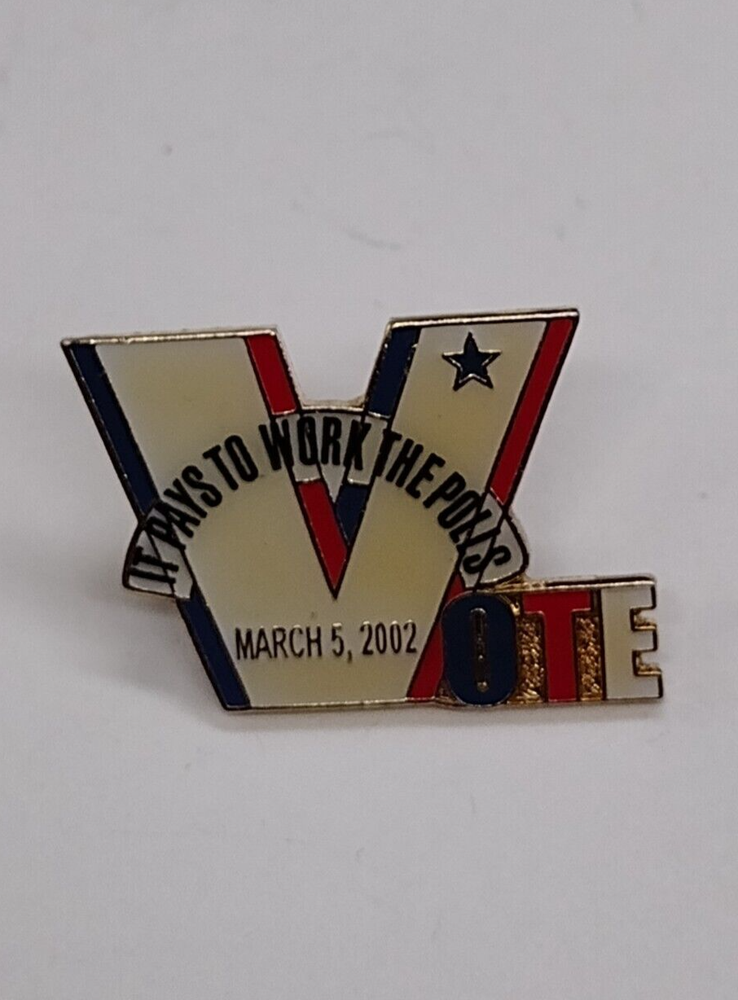 IT PAYS TO WORK THE POLLS
MARCH 5, 2002
VOTE